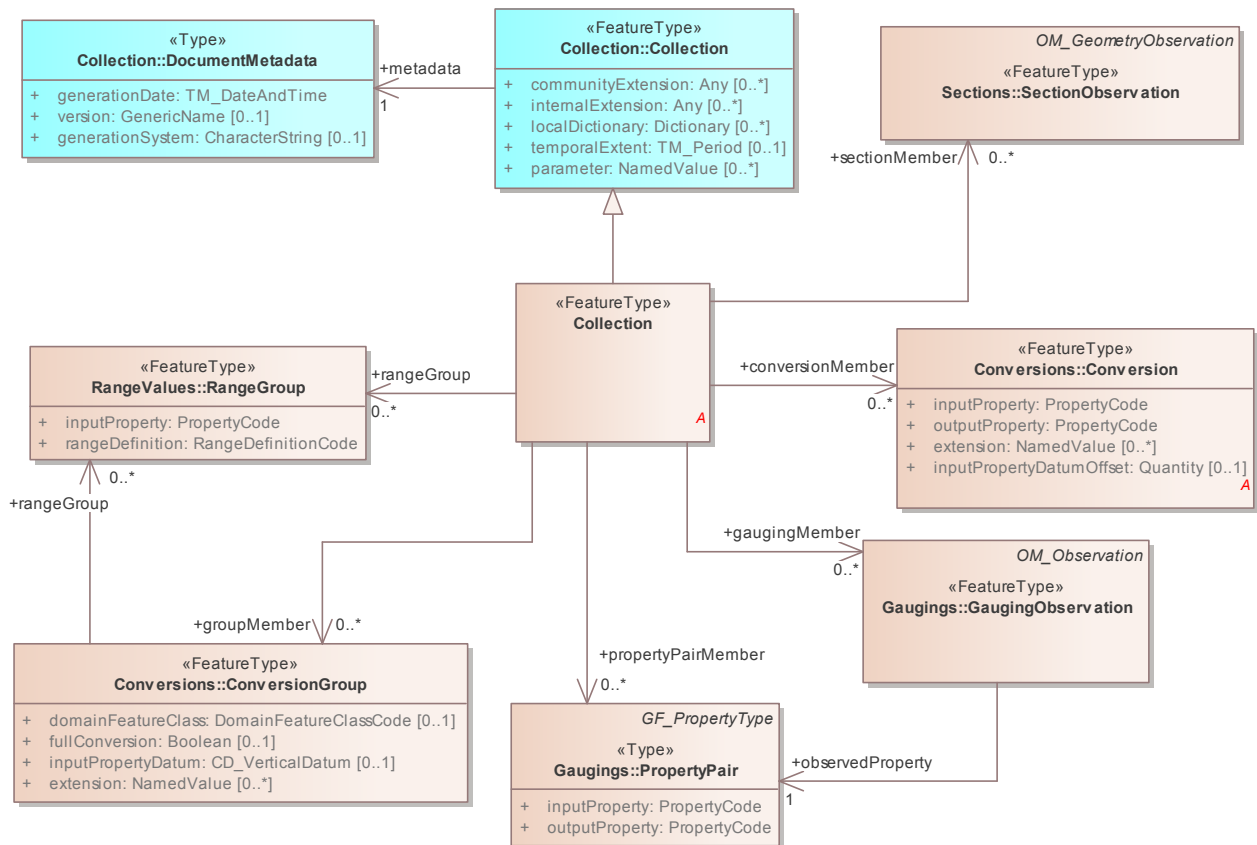 «Type»
Collection::DocumentMetadata
+ generationDate: TM_DateAndTime
+ version: GenericName [0..1]
+ generationSystem: CharacterString [0..1]
+metadata
1
«FeatureType»
Collection::Collection
+ communityExtension: Any [0..*]
+ internalExtension: Any [0..*]
+ localDictionary: Dictionary [0..*]
+ temporalExtent: TM_Period [0..1]
+ parameter: NamedValue [0..*]
OM_GeometryObservation
«FeatureType»
Sections::SectionObservation
+sectionMember
0..*
«FeatureType»
Collection
A
«FeatureType»
RangeValues::RangeGroup
+ inputProperty: PropertyCode
+ rangeDefinition: RangeDefinitionCode
+rangeGroup
0..*
+conversionMember
0..*
«FeatureType»
Conversions::Conversion
+ inputProperty: PropertyCode
+ outputProperty: PropertyCode
+ extension: NamedValue [0..*]
+ inputPropertyDatumOffset: Quantity [0..1]
A
0..*
+rangeGroup
+gaugingMember
0..*
OM_Observation
«FeatureType»
Gaugings::GaugingObservation
+groupMember
0..*
«FeatureType»
Conversions::ConversionGroup
+ domainFeatureClass: DomainFeatureClassCode [0..1]
+ fullConversion: Boolean [0..1]
+ inputPropertyDatum: CD_VerticalDatum [0..1]
+ extension: NamedValue [0..*]
+propertyPairMember
0..*
GF_PropertyType
«Type»
Gaugings::PropertyPair
+ inputProperty: PropertyCode
+ outputProperty: PropertyCode
+observedProperty
1